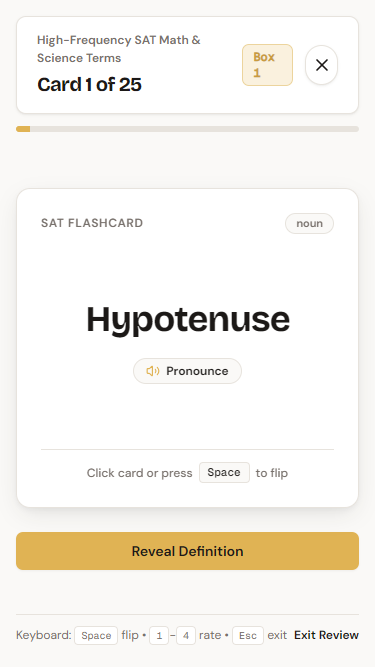 High-Frequency SAT Math &
Science Terms
Card 1 of 25
Box
1
SAT FLASHCARD
noun
Hypotenuse
Pronounce
Click card or press Space to flip
Reveal Definition
Keyboard: Space flip • 1–4 rate • Esc exit Exit Review